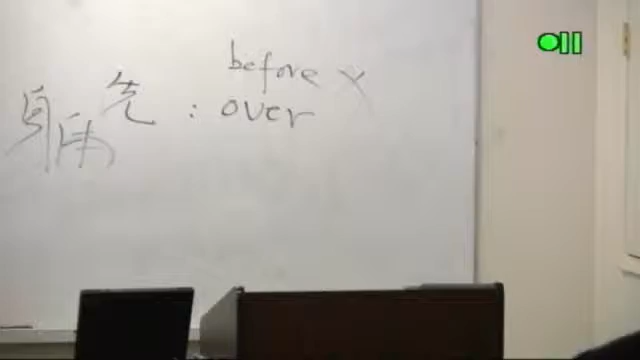 before ×
先 : over